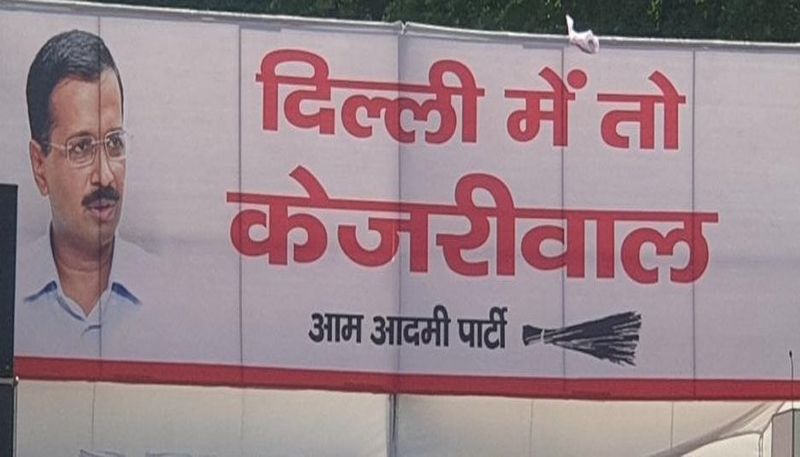 दिल्ली में तो
केजरीवाल
आम आदमी पार्टी